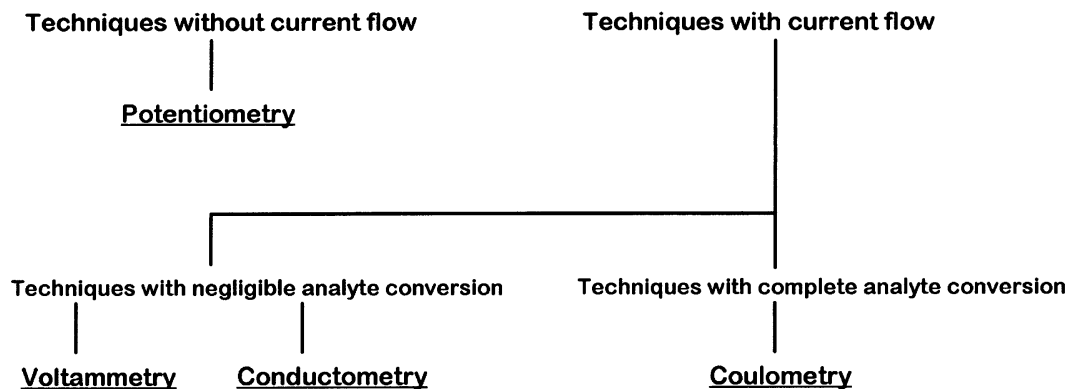 Techniques without current flow
Techniques with current flow
Potentiometry
Techniques with negligible analyte conversion
Techniques with complete analyte conversion
Voltammetry
Conductometry
Coulometry